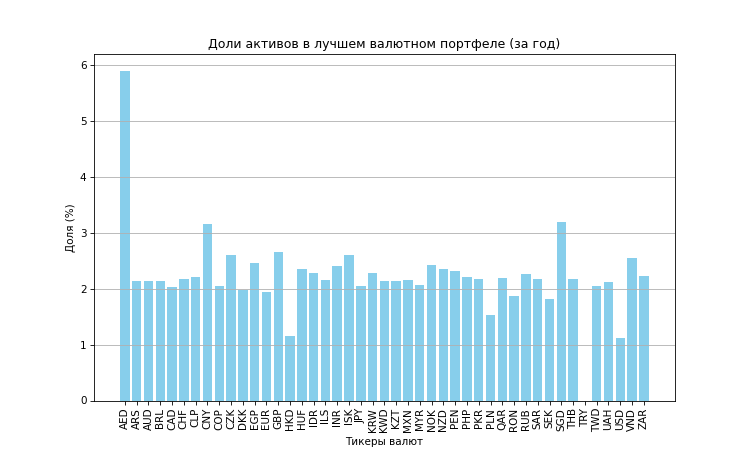 Доли активов в лучшем валютном портфеле (за год)
6
5
4
3
2
1
0
Доля (%)
AED ARS AUD BRL CAD CHF CLP CNY COP CZK DKK EGP EUR GBP HKD HUF IDR ILS INR ISK JPY KRW KWD KZT MXN MYR NOK NZD PEN PHP PKR PLN QAR RON RUB SAR SEK SGD THB TRY TWD UAH USD VND ZAR
Тикеры валют